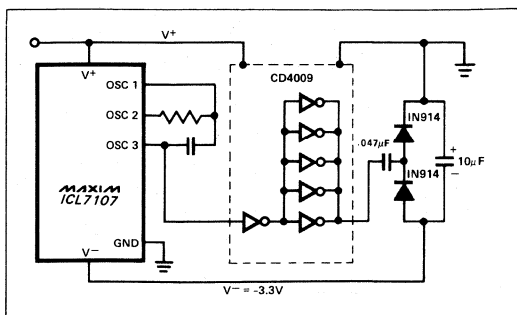 V+
V+
OSC 1
OSC 2
OSC 3
MAXIM
ICL7107
GND
V−
CD4009
.047μF
IN914
IN914
+
10μF
−
V− = -3.3V